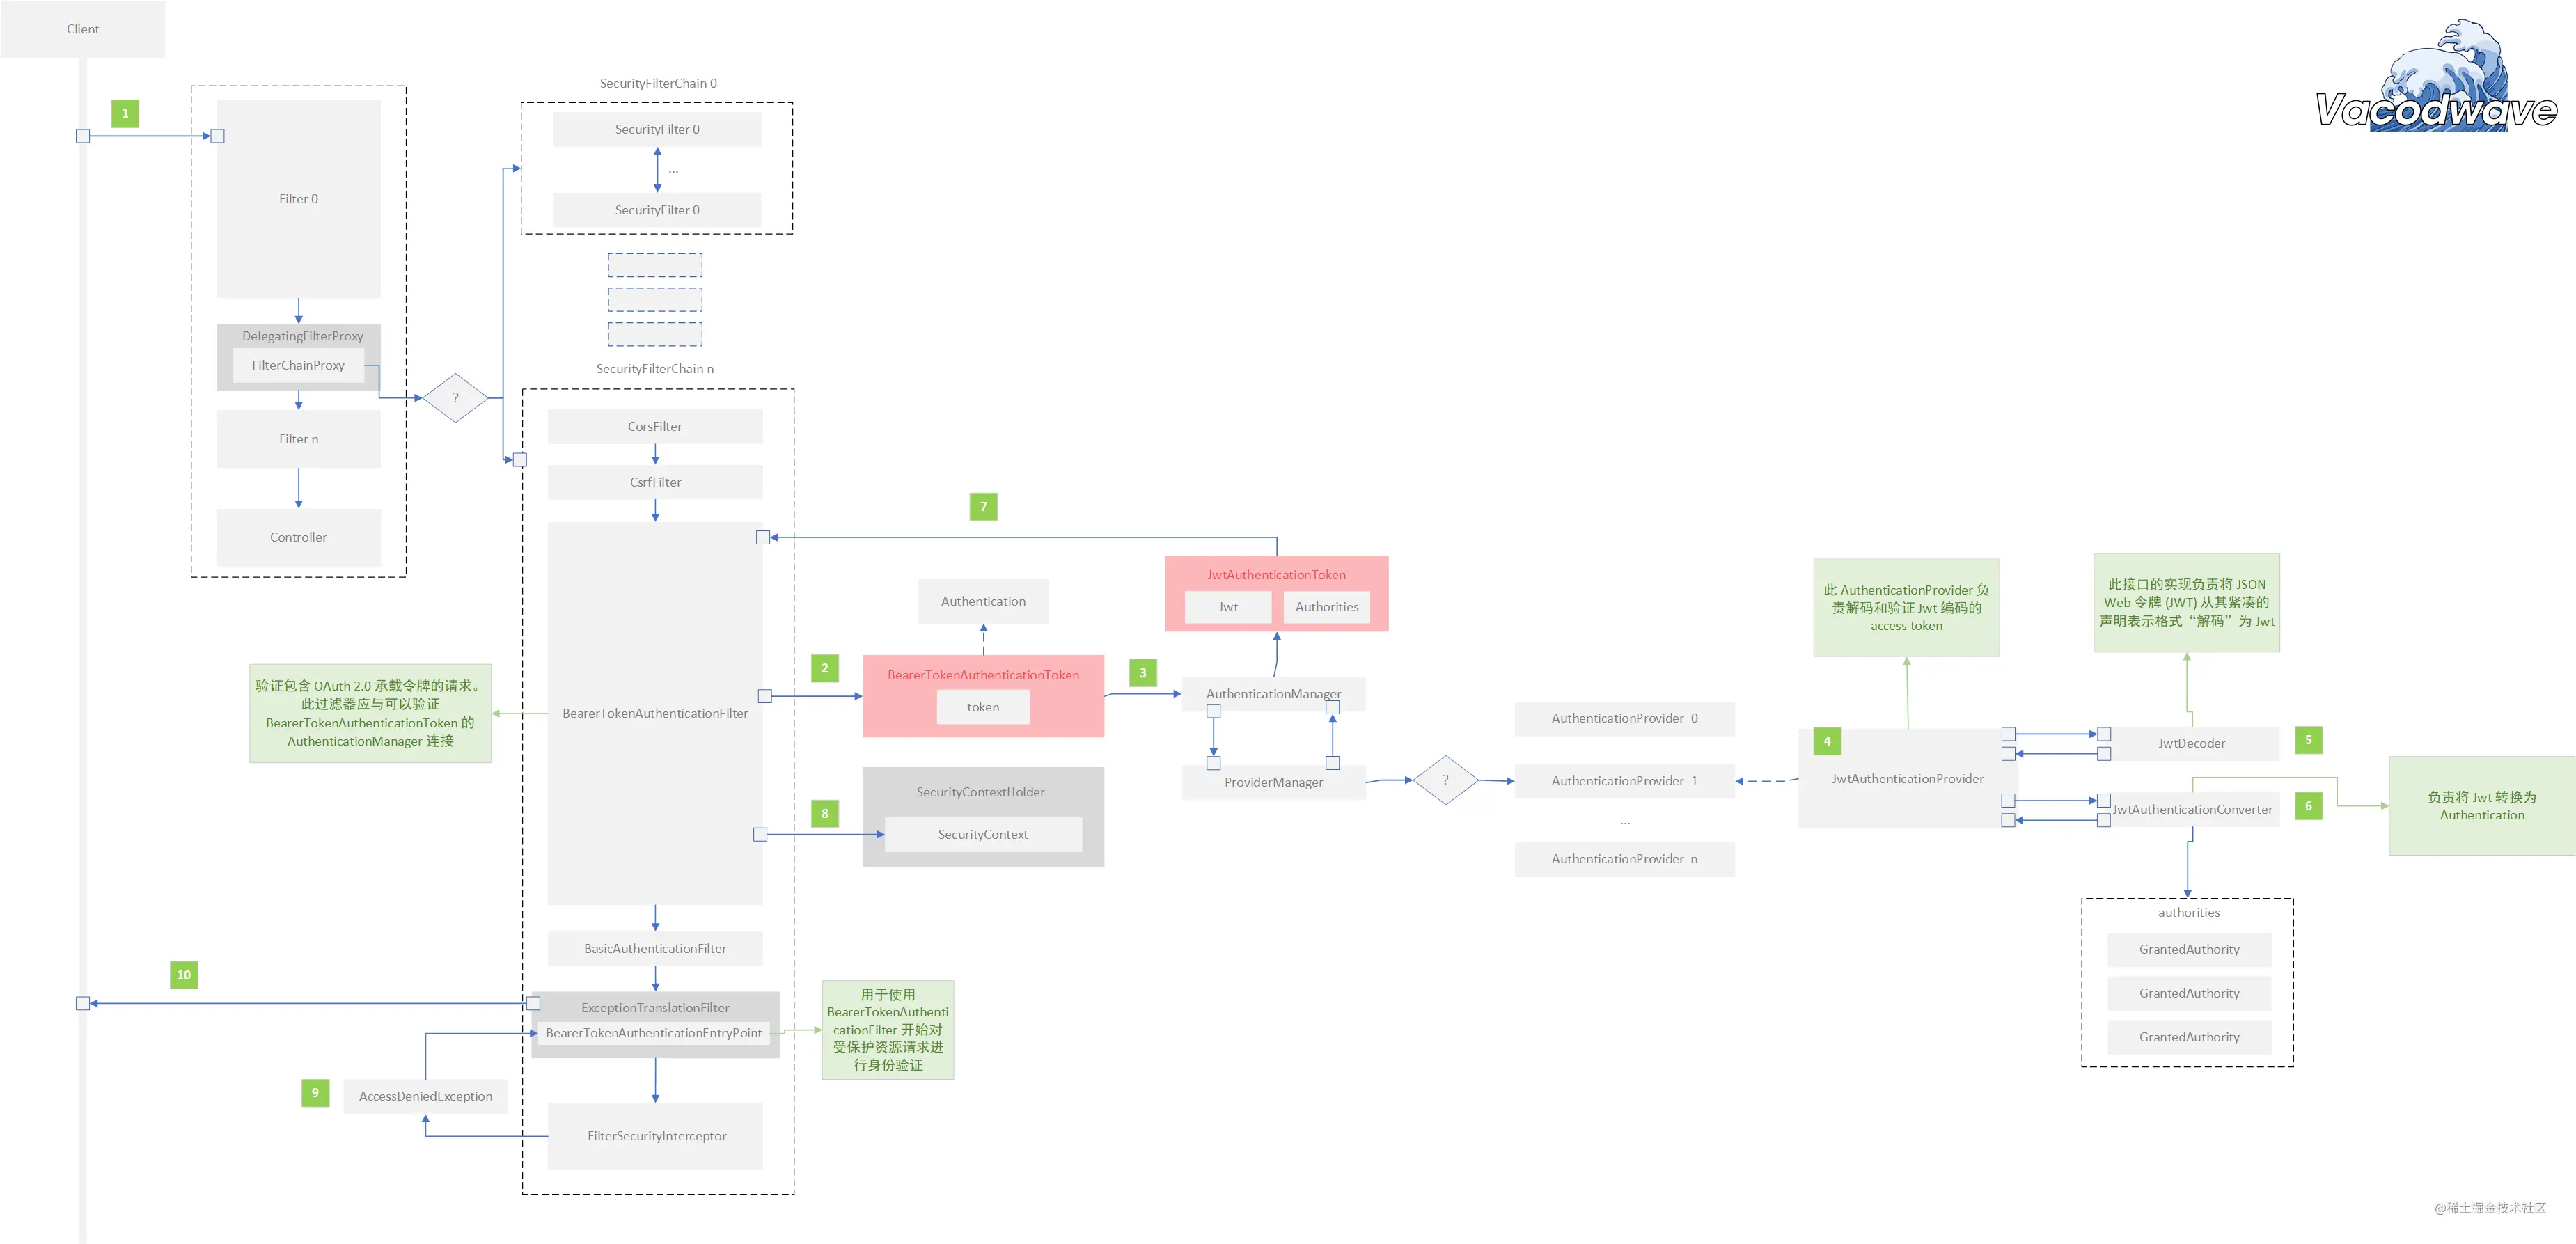 Client
Vacodwave
1
Filter 0
DelegatingFilterProxy
FilterChainProxy
Filter n
Controller
?
SecurityFilterChain 0
SecurityFilter 0
...
SecurityFilter 0
SecurityFilterChain n
CorsFilter
CsrfFilter
BearerTokenAuthenticationFilter
验证包含 OAuth 2.0 承载令牌的请求。
此过滤器应与可以验证
BearerTokenAuthenticationToken 的
AuthenticationManager 连接
BasicAuthenticationFilter
ExceptionTranslationFilter
BearerTokenAuthenticationEntryPoint
用于使用
BearerTokenAuthenti
cationFilter 开始对
受保护资源请求进
行身份验证
FilterSecurityInterceptor
9
AccessDeniedException
10
7
2
Authentication
BearerTokenAuthenticationToken
token
8
SecurityContextHolder
SecurityContext
3
JwtAuthenticationToken
Jwt
Authorities
AuthenticationManager
ProviderManager
?
AuthenticationProvider 0
AuthenticationProvider 1
...
AuthenticationProvider n
此 AuthenticationProvider 负
责解码和验证 Jwt 编码的
access token
4
JwtAuthenticationProvider
此接口的实现负责将 JSON
Web 令牌 (JWT) 从其紧凑的
声明表示格式“解码”为 Jwt
JwtDecoder
5
JwtAuthenticationConverter
6
负责将 Jwt 转换为
Authentication
authorities
GrantedAuthority
GrantedAuthority
GrantedAuthority
@稀土掘金技术社区